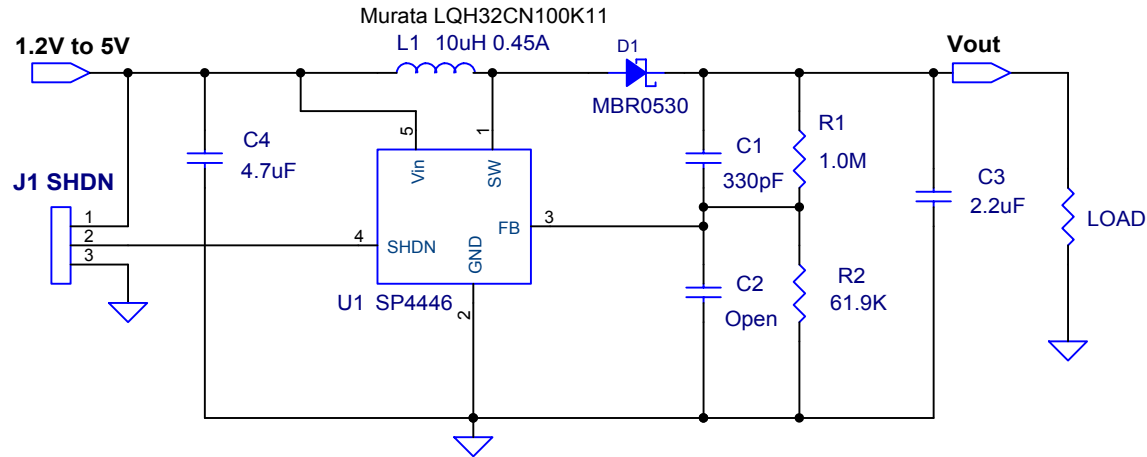 Murata LQH32CN100K11
1.2V to 5V
L1 10uH 0.45A
D1
Vout
MBR0530
C4
4.7uF
5
1
Vin
SW
C1
330pF
R1
1.0M
J1 SHDN
1
2
3
4
SHDN
FB
3
GND
C3
2.2uF
LOAD
U1 SP4446
2
C2
Open
R2
61.9K